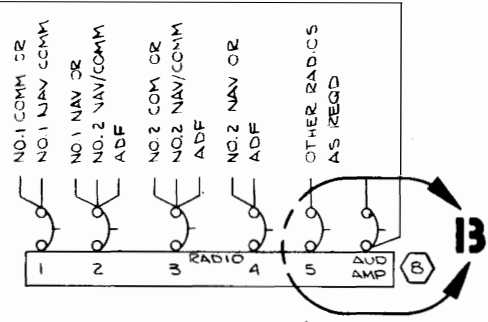 NO.1 COMM OR
NO.1 NAV COMM
NO.1 NAV OR
NO.2 NAV/COMM
ADF
NO.2 COM OR
NO.2 NAV/COMM
ADF
NO.2 NAV OR
ADF
OTHER RADIOS
AS REQD
13
RADIO
1 2 3 4 5 AUD
AMP
B